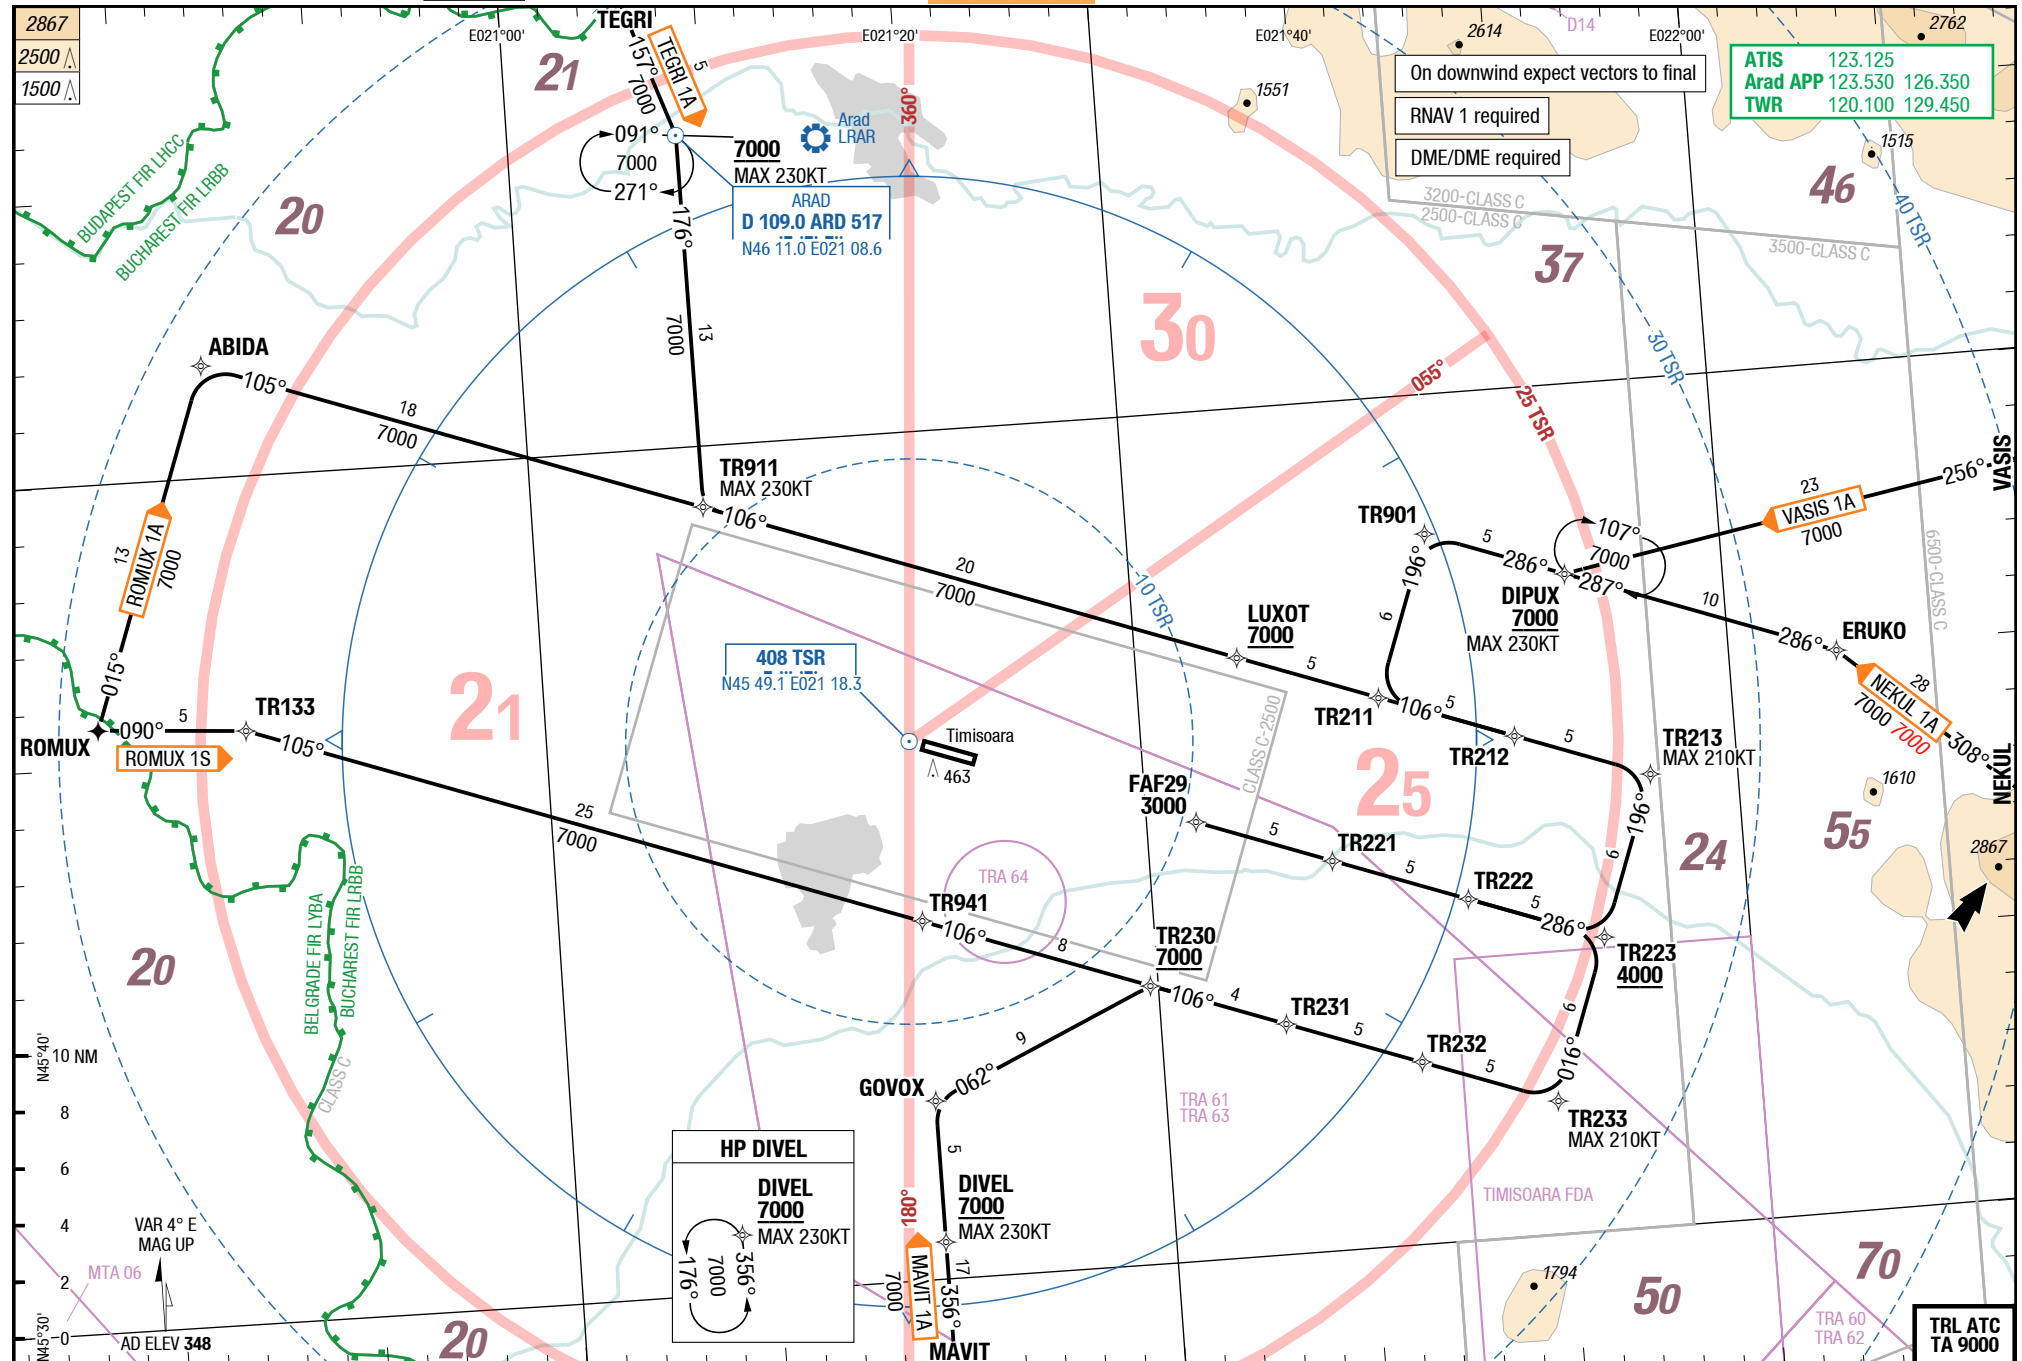 2867
2500
1500
TEGRI
E021°00'
E021°20'
E021°40'
E022°00'
157°
7000
TEGRI 1A
5
21
360°
2614
D14
2762
On downwind expect vectors to final
RNAV 1 required
DME/DME required
ATIS 123.125
Arad APP 123.530 126.350
TWR 120.100 129.450
1551
1515
091°
7000
271°
7000
MAX 230KT
Arad
LRAR
ARAD
D 109.0 ARD 517
N46 11.0 E021 08.6
176°
BUDAPEST FIR LHCC
BUCHAREST FIR LRBB
20
3200-CLASS C
2500-CLASS C
3500-CLASS C
46
40 TSR
37
30
13
7000
30 TSR
055°
25 TSR
ABIDA
105°
18
7000
TR911
MAX 230KT
106°
20
7000
10 TSR
TR901
5
286°
196°
6
107°
7000
287°
DIPUX
7000
MAX 230KT
23
VASIS 1A
7000
256°
VASIS
6500-CLASS C
10
286°
ERUKO
28
NEKUL 1A
7000 7000
308°
NEKUL
13
ROMUX 1A
7000
015°
ROMUX
090°
5
ROMUX 1S
TR133
105°
25
7000
21
408 TSR
N45 49.1 E021 18.3
Timisoara
463
LUXOT
7000
5
TR211
106°
5
TR212
5
TR213
MAX 210KT
196°
6
CLASS C-2500
FAF29
3000
5
TR221
5
TR222
5
286°
TR223
4000
25
24
55
1610
2867
TRA 64
TR941
106°
8
TR230
7000
106°
4
TR231
5
TR232
5
016°
6
TR233
MAX 210KT
BELGRADE FIR LYBA
BUCHAREST FIR LRBB
CLASS C
20
N45°40'
10 NM
8
6
4
2
0
N45°30'
GOVOX
062°
9
5
DIVEL
7000
MAX 230KT
17
356°
180°
MAVIT 1A
7000
MAVIT
HP DIVEL
DIVEL
7000
MAX 230KT
176°
7000
356°
TRA 61
TRA 63
TIMISOARA FDA
VAR 4° E
MAG UP
MTA 06
AD ELEV 348
20
1794
50
70
TRA 60
TRA 62
TRL ATC
TA 9000